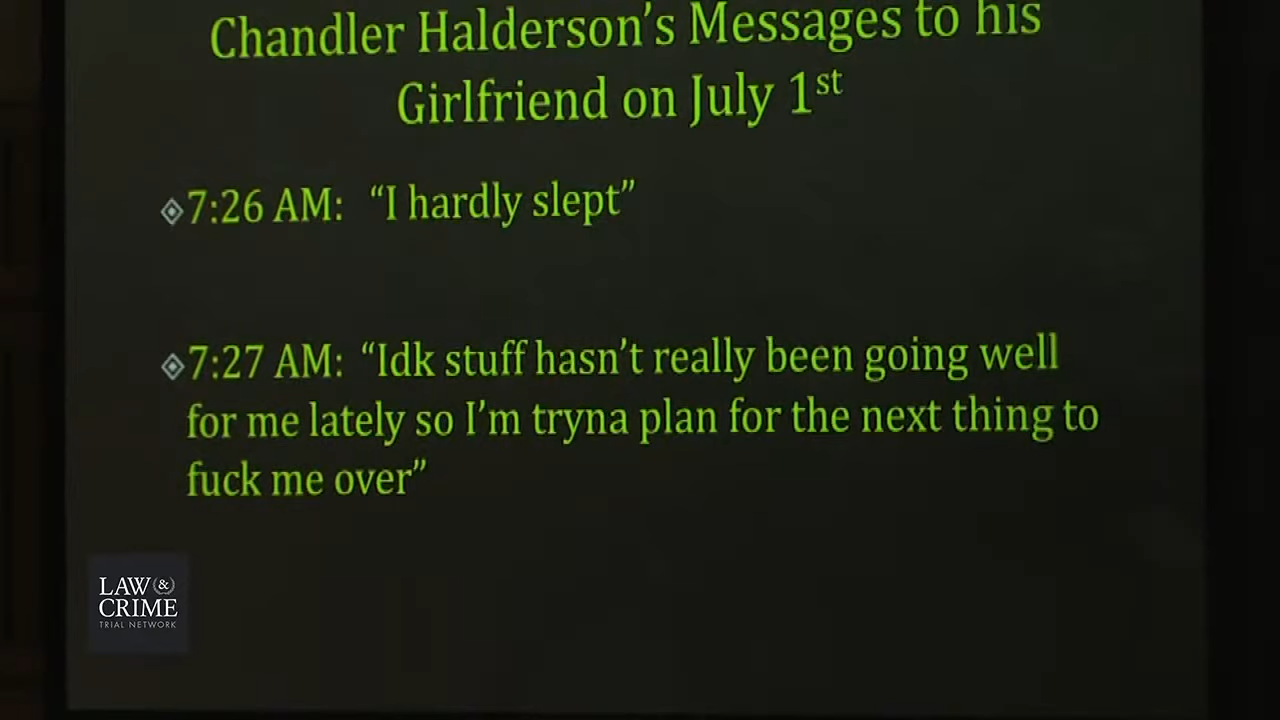 Chandler Halderson’s Messages to his
Girlfriend on July 1st
7:26 AM: “I hardly slept”
7:27 AM: “Idk stuff hasn’t really been going well
for me lately so I’m tryna plan for the next thing to
fuck me over”
LAW &
CRIME
TRIAL NETWORK